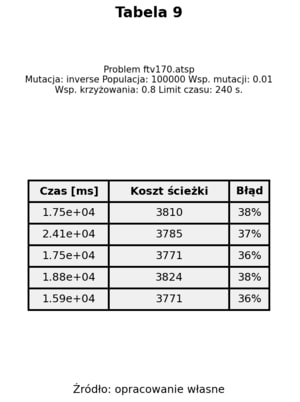 Tabela 9
Problem ftv170.atsp
Mutacja: inverse Populacja: 100000 Wsp. mutacji: 0.01
Wsp. krzyżowania: 0.8 Limit czasu: 240 s.
Czas [ms] Koszt ścieżki Błąd
1.75e+04 3810 38%
2.41e+04 3785 37%
1.75e+04 3771 36%
1.88e+04 3824 38%
1.59e+04 3771 36%
Żródło: opracowanie własne